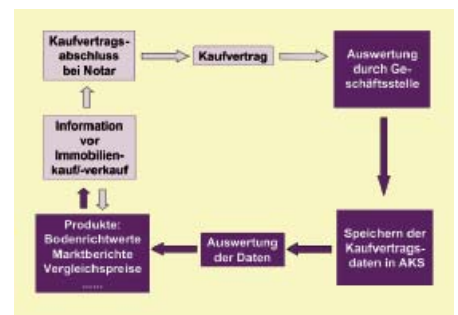 Kaufvertrags-
abschluss
bei Notar
Kaufvertrag
Auswertung
durch Ge-
schäftsstelle
Information
vor
Immobilien-
kauf/-verkauf
Produkte:
Bodenrichtwerte
Marktberichte
Vergleichspreise
......
Auswertung
der Daten
Speichern der
Kaufvertrags-
daten in AKS